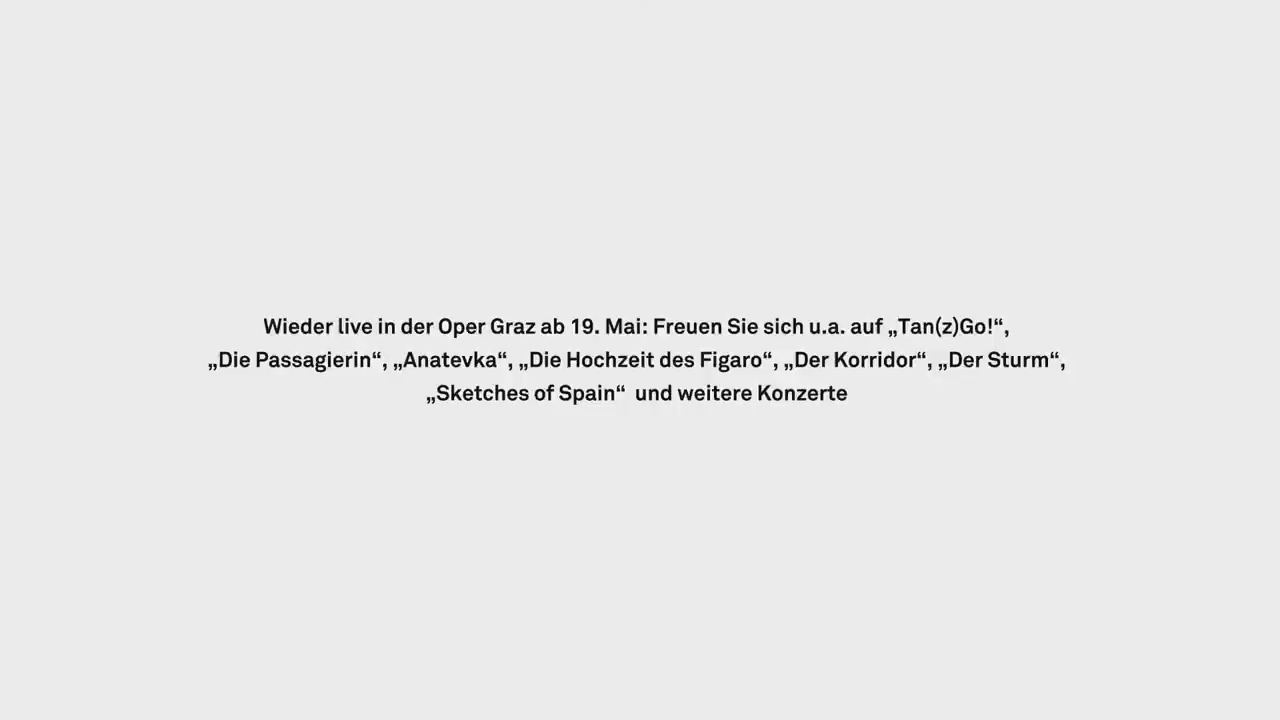 Wieder live in der Oper Graz ab 19. Mai: Freuen Sie sich u.a. auf „Tan(z)Go!“,
„Die Passagierin“, „Anatevka“, „Die Hochzeit des Figaro“, „Der Korridor“, „Der Sturm“,
„Sketches of Spain“  und weitere Konzerte